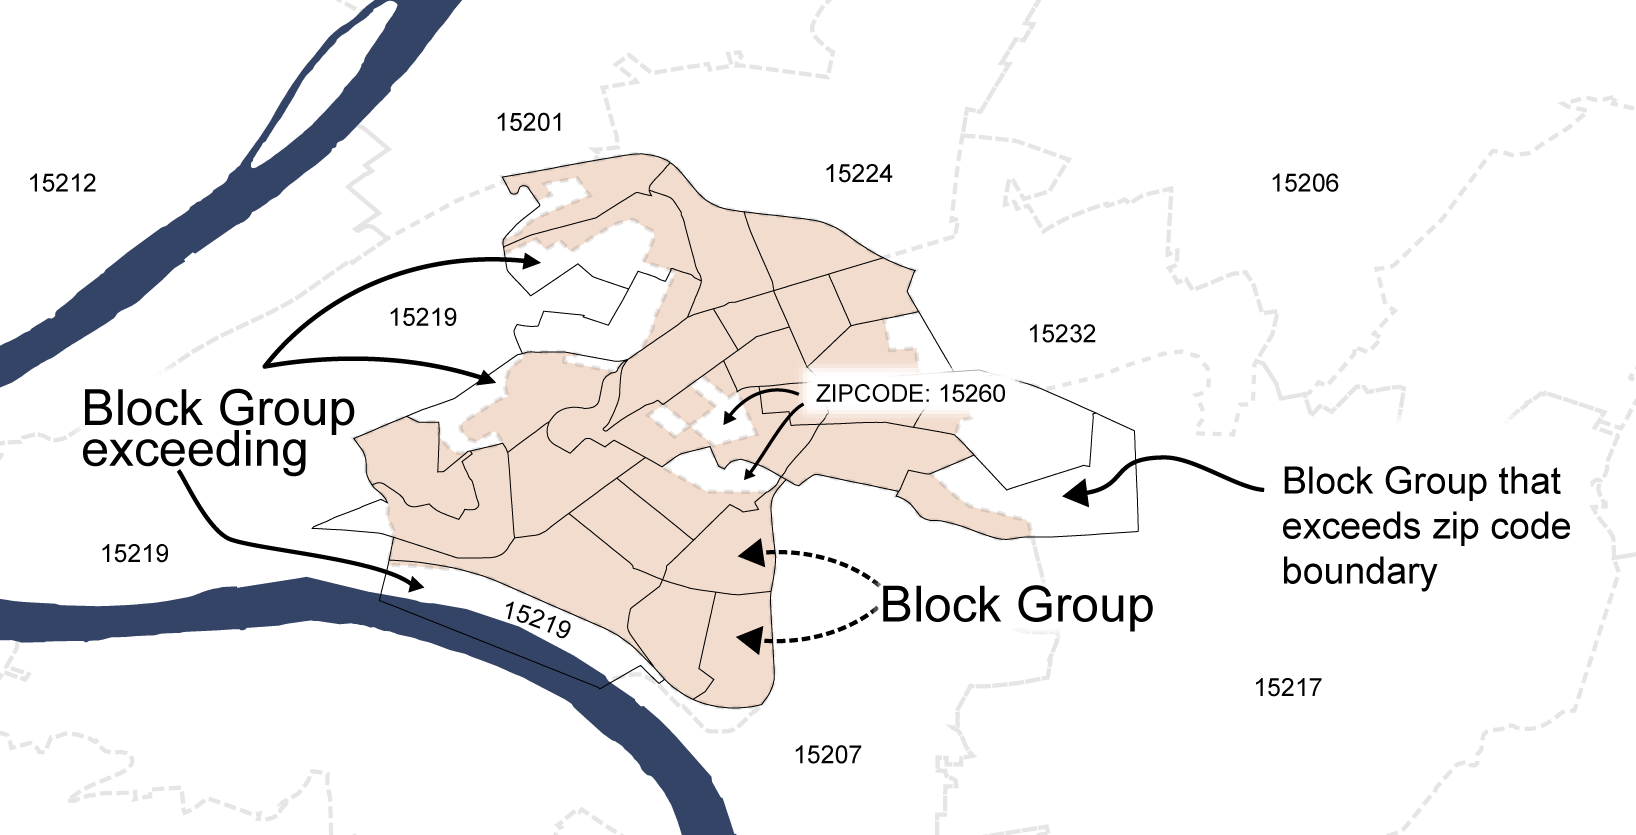 15201
15212
15224
15206
15219
15232
Block Group
exceeding
ZIPCODE: 15260
Block Group that
exceeds zip code
boundary
15219
Block Group
15219
15217
15207